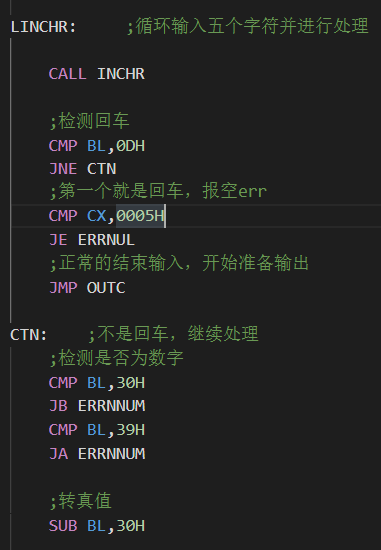 LINCHR:     ;循环输入五个字符并进行处理
CALL INCHR
;检测回车
CMP BL,0DH
JNE CTN
;第一个就是回车，报空err
CMP CX,0005H
JE ERRNUL
;正常的结束输入，开始准备输出
JMP OUTC
CTN:    ;不是回车，继续处理
;检测是否为数字
CMP BL,30H
JB ERRNNUM
CMP BL,39H
JA ERRNNUM
;转真值
SUB BL,30H